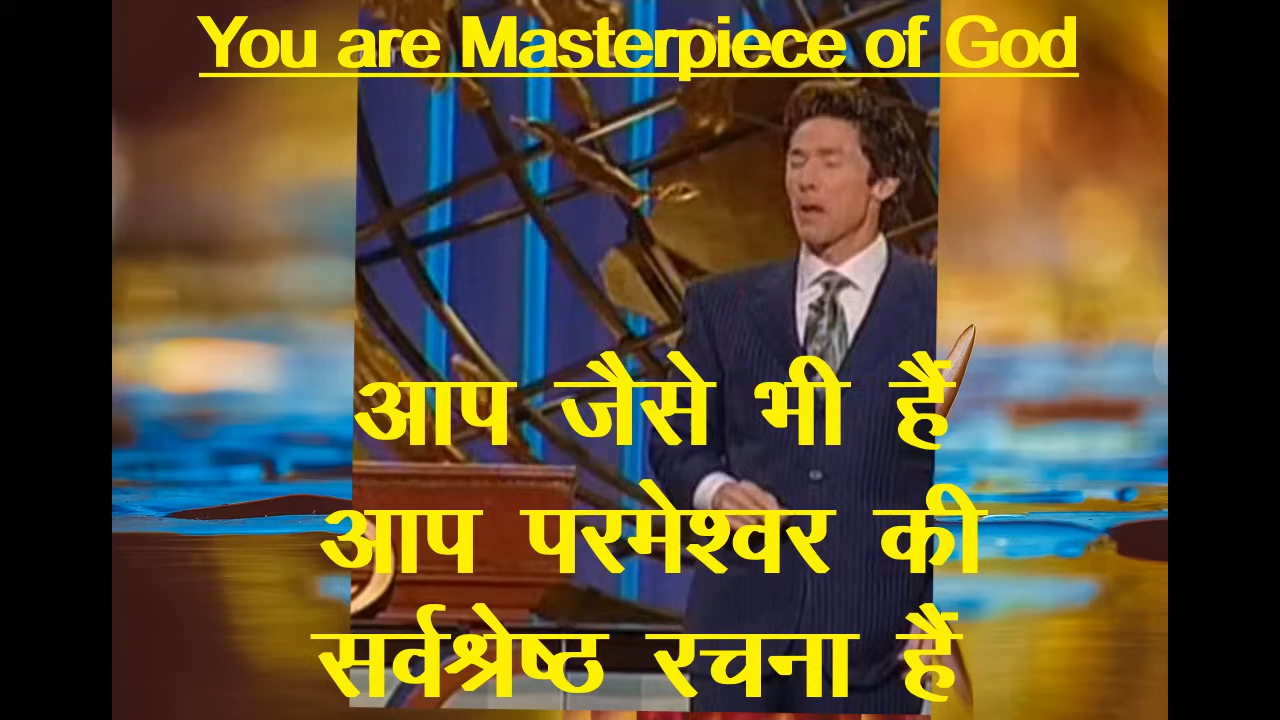 You are Masterpiece of God
आप जैसे भी हैं
आप परमेश्वर की
सर्वश्रेष्ठ रचना हैं